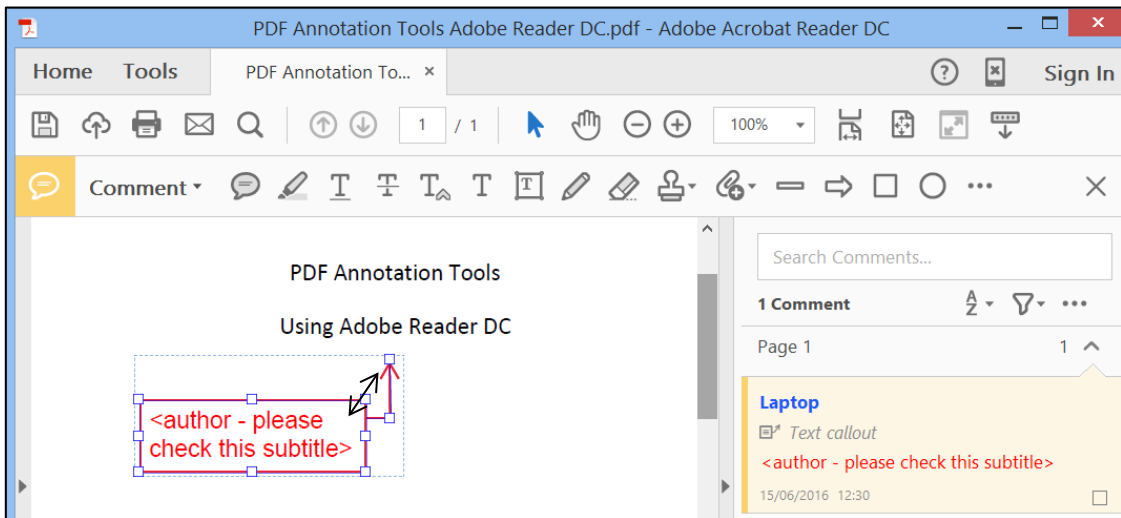 PDF Annotation Tools Adobe Reader DC.pdf - Adobe Acrobat Reader DC
Home Tools PDF Annotation To... × Sign In
1 / 1 100%
Comment
PDF Annotation Tools
Using Adobe Reader DC
<author - please
check this subtitle>
Search Comments...
1 Comment
Page 1 1
Laptop
Text callout
<author - please check this subtitle>
15/06/2016 12:30